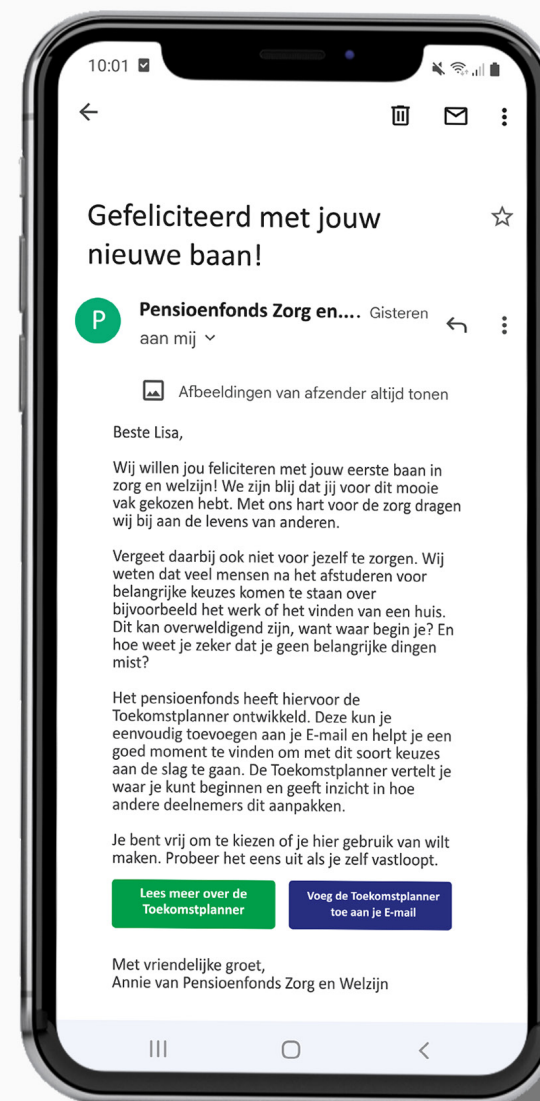 10:01
Gefeliciteerd met jouw
nieuwe baan!
P
Pensioenfonds Zorg en.... Gisteren
aan mij
Afbeeldingen van afzender altijd tonen
Beste Lisa,
Wij willen jou feliciteren met jouw eerste baan in
zorg en welzijn! We zijn blij dat jij voor dit mooie
vak gekozen hebt. Met ons hart voor de zorg dragen
wij bij aan de levens van anderen.
Vergeet daarbij ook niet voor jezelf te zorgen. Wij
weten dat veel mensen na het afstuderen voor
belangrijke keuzes komen te staan over
bijvoorbeeld het werk of het vinden van een huis.
Dit kan overweldigend zijn, want waar begin je? En
hoe weet je zeker dat je geen belangrijke dingen
mist?
Het pensioenfonds heeft hiervoor de
Toekomstplanner ontwikkeld. Deze kun je
eenvoudig toevoegen aan je E-mail en helpt je een
goed moment te vinden om met dit soort keuzes
aan de slag te gaan. De Toekomstplanner vertelt je
waar je kunt beginnen en geeft inzicht in hoe
andere deelnemers dit aanpakken.
Je bent vrij om te kiezen of je hier gebruik van wilt
maken. Probeer het eens uit als je zelf vastloopt.
Lees meer over de
Toekomstplanner
Voeg de Toekomstplanner
toe aan je E-mail
Met vriendelijke groet,
Annie van Pensioenfonds Zorg en Welzijn